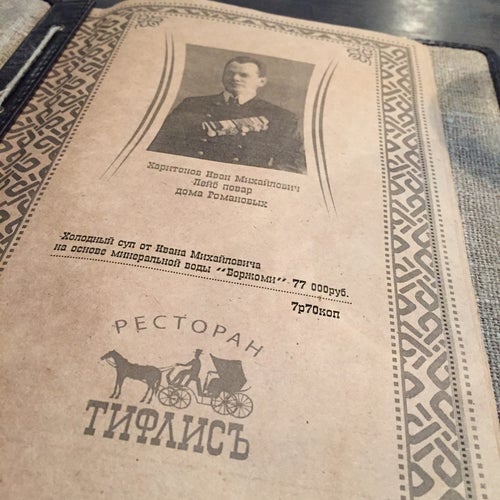 Харитонов Иван Михайлович
Лейб повар
дома Романовых
Холодный суп от Ивана Михайловича
на основе минеральной воды "Боржоми" 77 000руб.
7р70коп
РЕСТОРАН
ТИФЛИСЪ